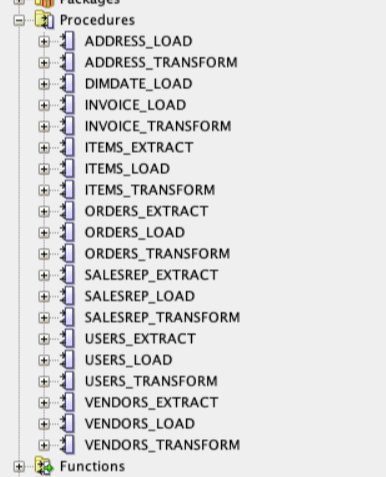 Packages
Procedures
ADDRESS_LOAD
ADDRESS_TRANSFORM
DIMDATE_LOAD
INVOICE_LOAD
INVOICE_TRANSFORM
ITEMS_EXTRACT
ITEMS_LOAD
ITEMS_TRANSFORM
ORDERS_EXTRACT
ORDERS_LOAD
ORDERS_TRANSFORM
SALESREP_EXTRACT
SALESREP_LOAD
SALESREP_TRANSFORM
USERS_EXTRACT
USERS_LOAD
USERS_TRANSFORM
VENDORS_EXTRACT
VENDORS_LOAD
VENDORS_TRANSFORM
Functions